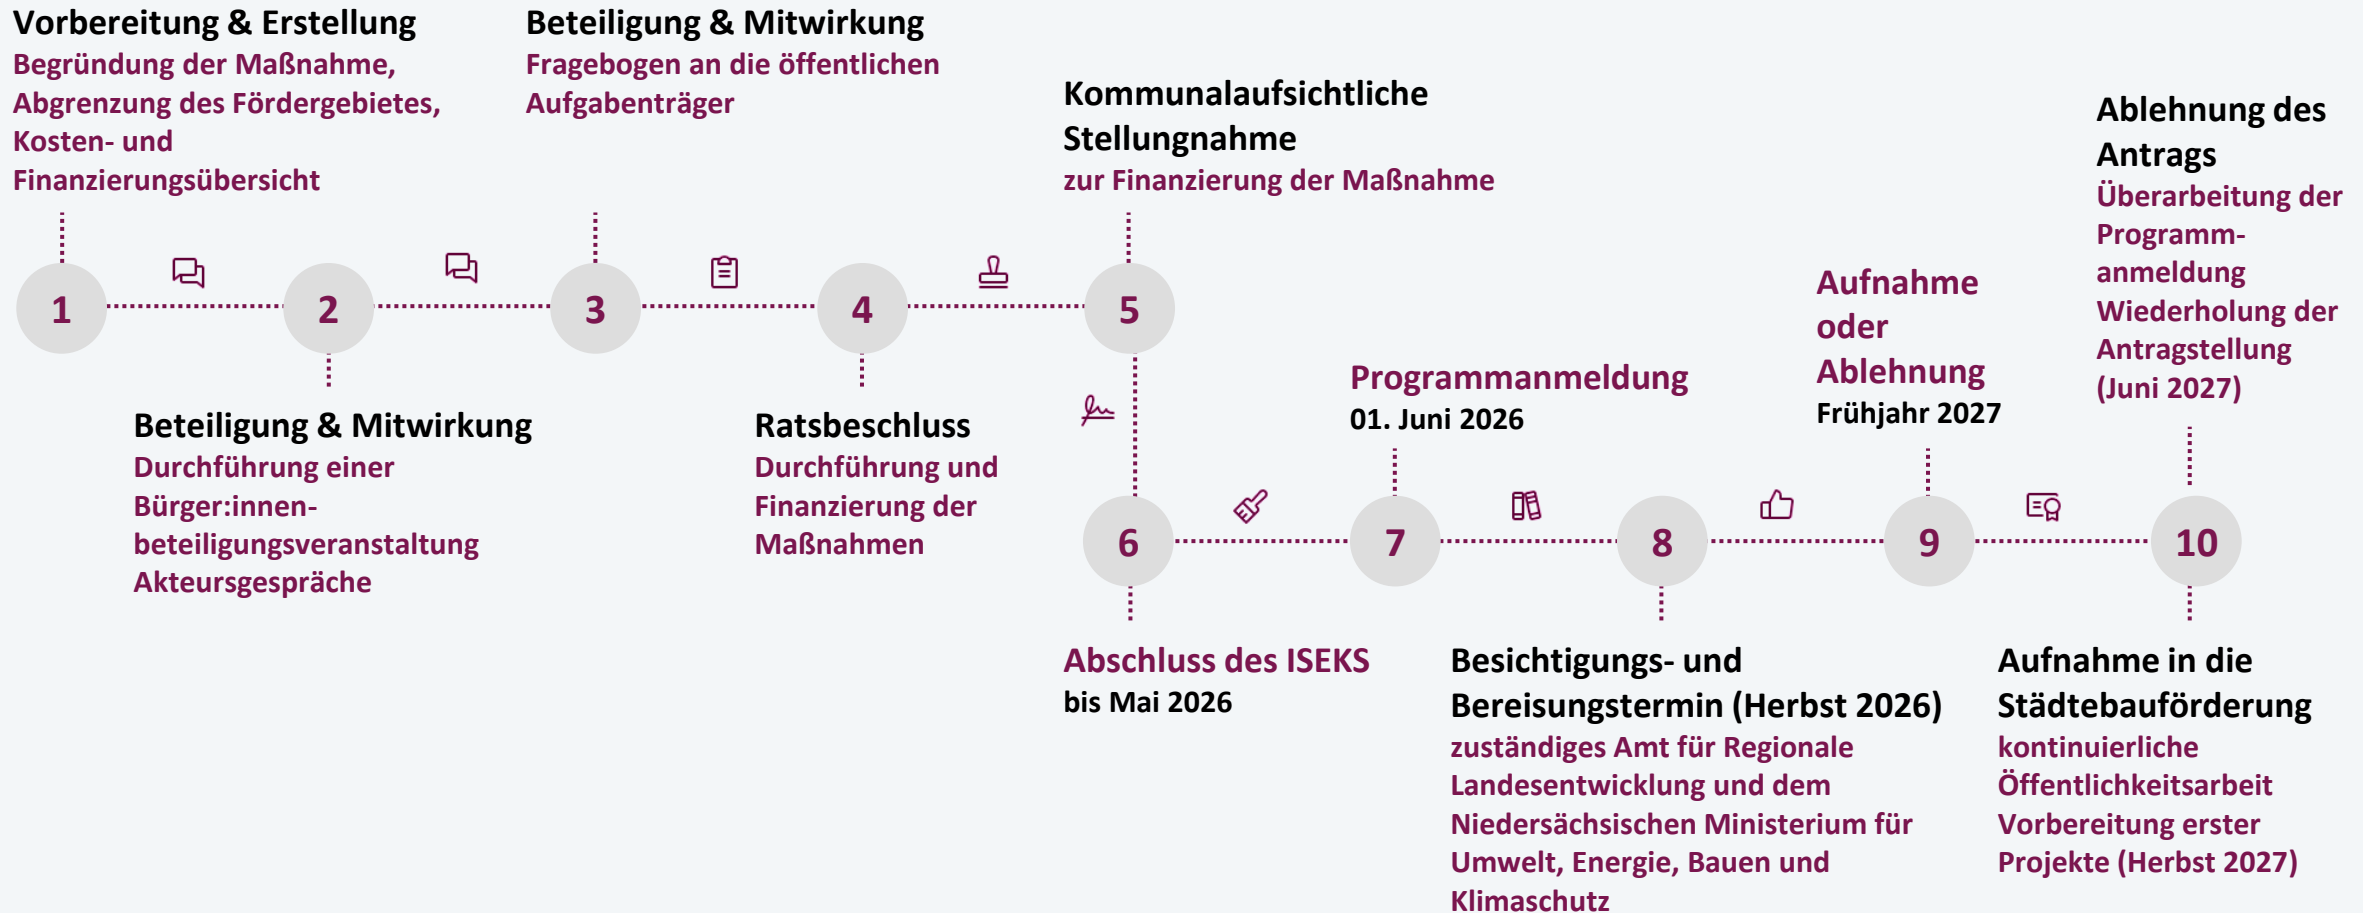 Vorbereitung & Erstellung
Begründung der Maßnahme,
Abgrenzung des Fördergebietes,
Kosten- und
Finanzierungsübersicht
1
2
Beteiligung & Mitwirkung
Durchführung einer
Bürger:innen-
beteiligungsveranstaltung
Akteursgespräche
Beteiligung & Mitwirkung
Fragebogen an die öffentlichen
Aufgabenträger
3
4
Ratsbeschluss
Durchführung und
Finanzierung der
Maßnahmen
Kommunalaufsichtliche
Stellungnahme
zur Finanzierung der Maßnahme
5
6
Abschluss des ISEKS
bis Mai 2026
Programmanmeldung
01. Juni 2026
7
8
Besichtigungs- und
Bereisungstermin (Herbst 2026)
zuständiges Amt für Regionale
Landesentwicklung und dem
Niedersächsischen Ministerium für
Umwelt, Energie, Bauen und
Klimaschutz
Aufnahme
oder
Ablehnung
Frühjahr 2027
9
Ablehnung des
Antrags
Überarbeitung der
Programm-
anmeldung
Wiederholung der
Antragstellung
(Juni 2027)
10
Aufnahme in die
Städtebauförderung
kontinuierliche
Öffentlichkeitsarbeit
Vorbereitung erster
Projekte (Herbst 2027)